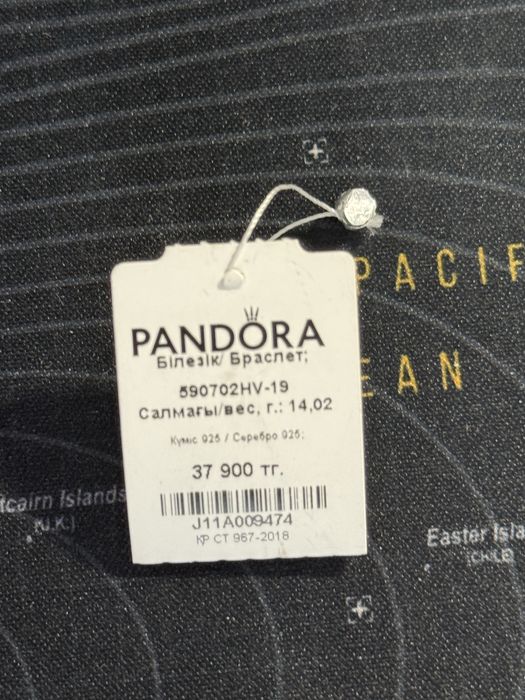 PACIF
EAN
PANDORA
Білезік/ Браслет;
590702HV-19
Салмағы/вес, г.: 14,02
Күміс 925 / Серебро 925;
37 900 тг.
J11A009474
ҚР СТ 967-2018
tcairn Islands
(U.K.)
Easter Isla
(CHILE)